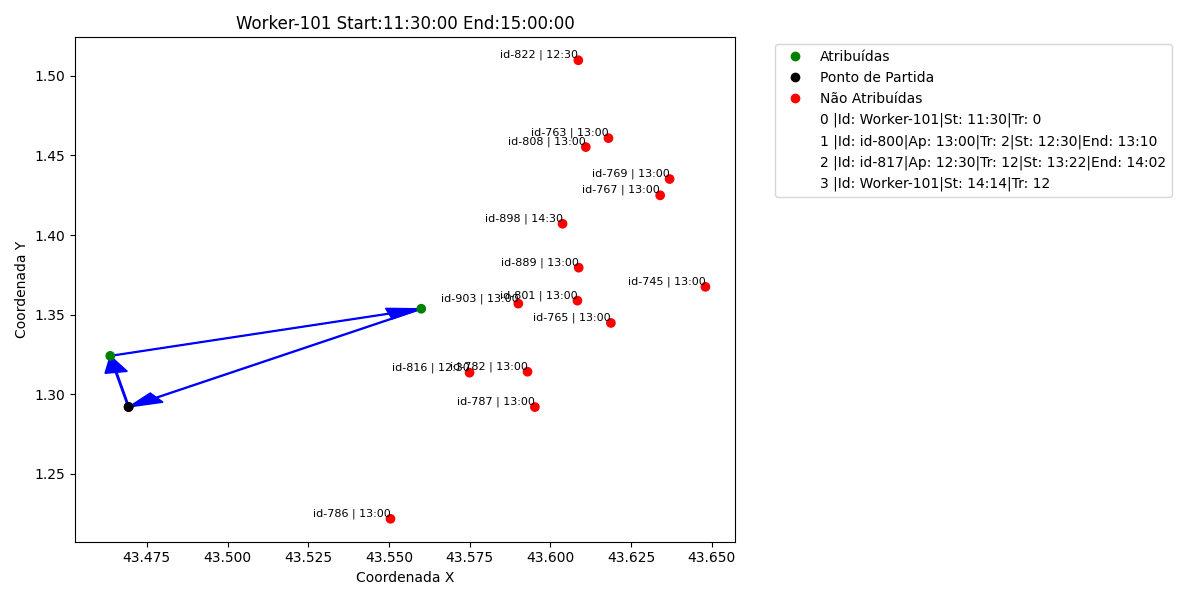 Worker-101 Start:11:30:00 End:15:00:00
Atribuídas
Ponto de Partida
Não Atribuídas
0 |Id: Worker-101|St: 11:30|Tr: 0
1 |Id: id-800|Ap: 13:00|Tr: 2|St: 12:30|End: 13:10
2 |Id: id-817|Ap: 12:30|Tr: 12|St: 13:22|End: 14:02
3 |Id: Worker-101|St: 14:14|Tr: 12
id-822 | 12:30
id-763 | 13:00
id-808 | 13:00
id-769 | 13:00
id-767 | 13:00
id-898 | 14:30
id-889 | 13:00
id-745 | 13:00
id-903 | 13:00
id-801 | 13:00
id-765 | 13:00
id-816 | 12:30
id-782 | 13:00
id-787 | 13:00
id-786 | 13:00
1.50
1.45
1.40
1.35
1.30
1.25
Coordenada Y
43.475
43.500
43.525
43.550
43.575
43.600
43.625
43.650
Coordenada X